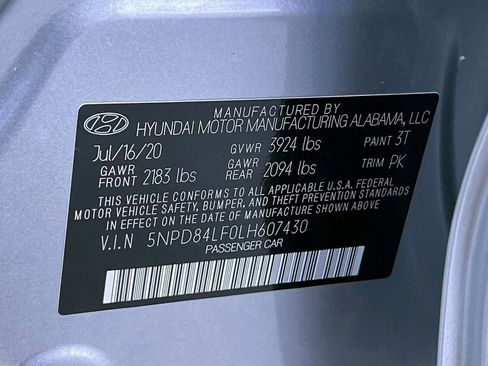 MANUFACTURED BY
HYUNDAI MOTOR MANUFACTURING ALABAMA, LLC
Jul/16/20 GVWR 3924 lbs PAINT 3T
GAWR FRONT 2183 lbs GAWR REAR 2094 lbs TRIM PK
THIS VEHICLE CONFORMS TO ALL APPLICABLE U.S.A. FEDERAL
MOTOR VEHICLE SAFETY, BUMPER, AND THEFT PREVENTION STANDARDS
IN EFFECT ON THE DATE OF MANUFACTURE SHOWN ABOVE.
V.I.N 5NPD84LF0LH607430
PASSENGER CAR